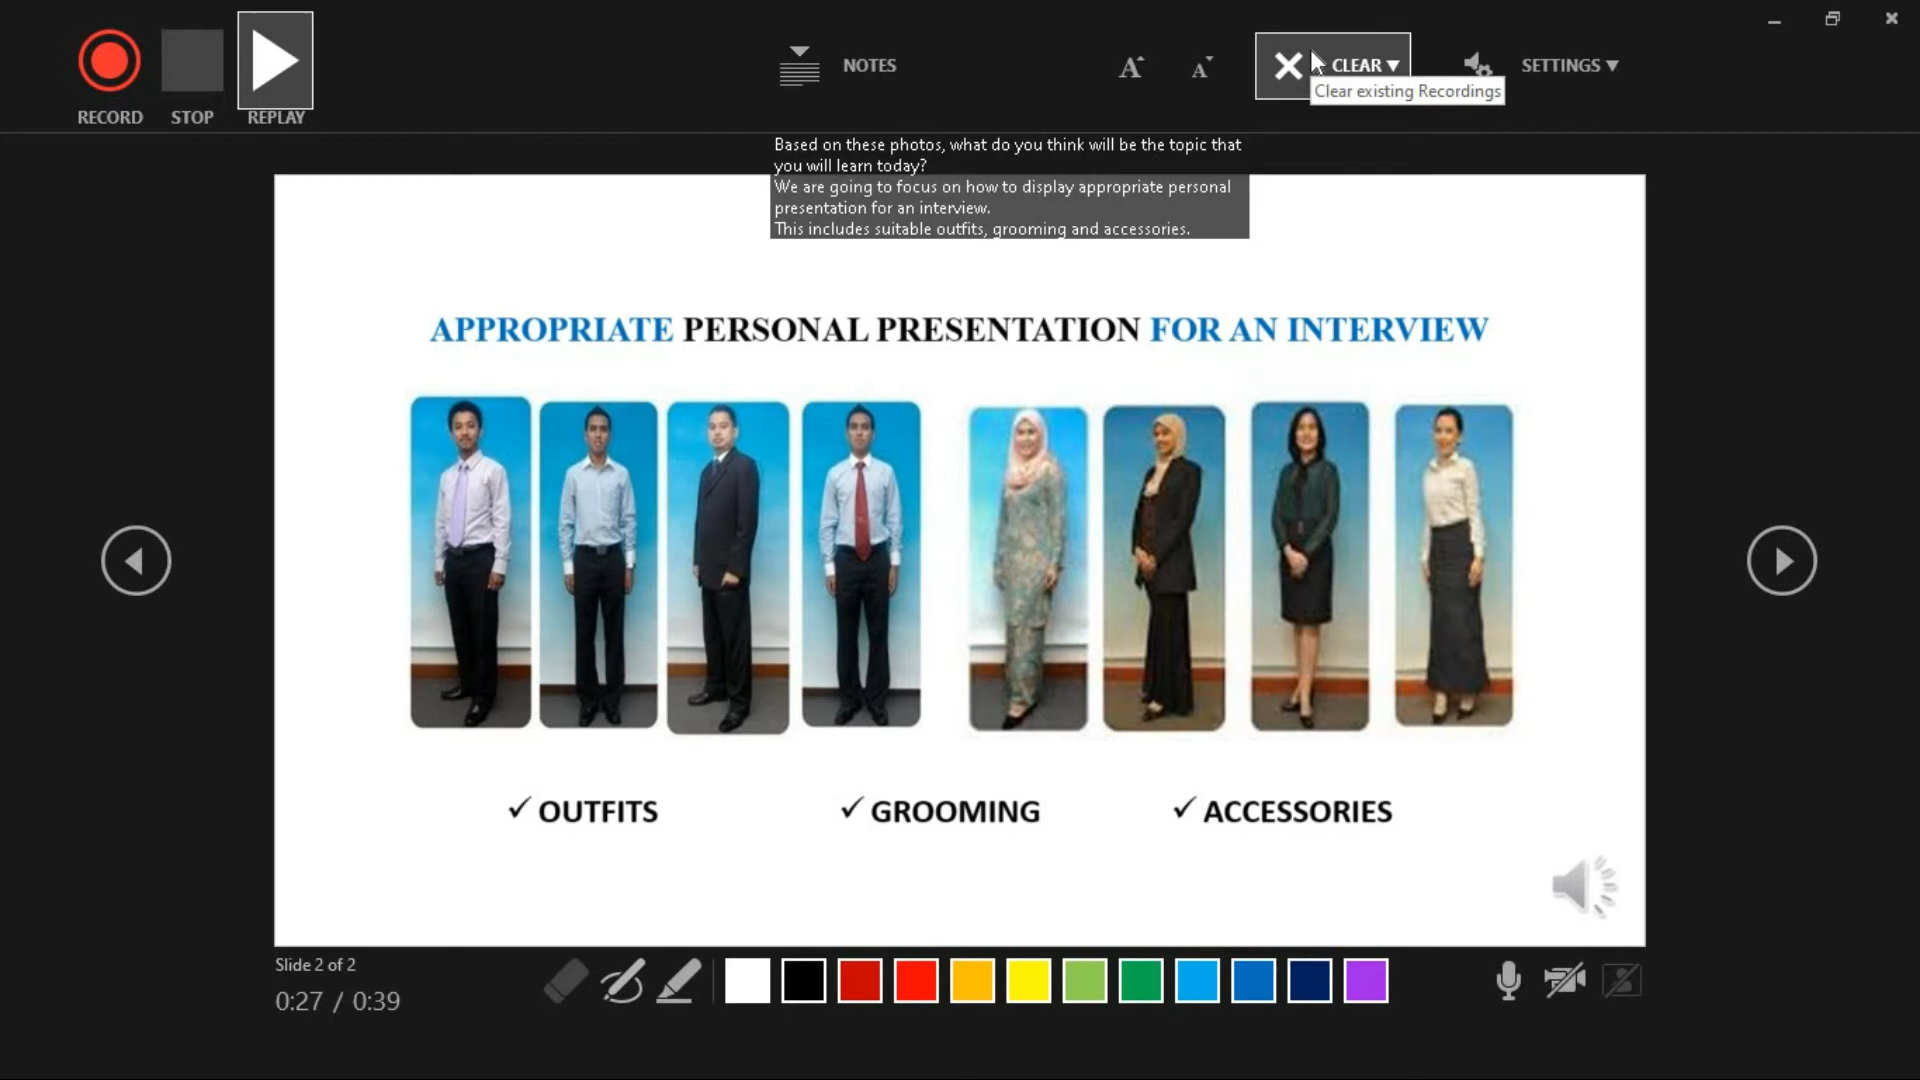 RECORD
STOP
REPLAY
NOTES
A
A
CLEAR
SETTINGS
Clear existing Recordings
Based on these photos, what do you think will be the topic that
you will learn today?
We are going to focus on how to display appropriate personal
presentation for an interview.
This includes suitable outfits, grooming and accessories.
APPROPRIATE PERSONAL PRESENTATION FOR AN INTERVIEW
✓ OUTFITS
✓ GROOMING
✓ ACCESSORIES
Slide 2 of 2
0:27 / 0:39